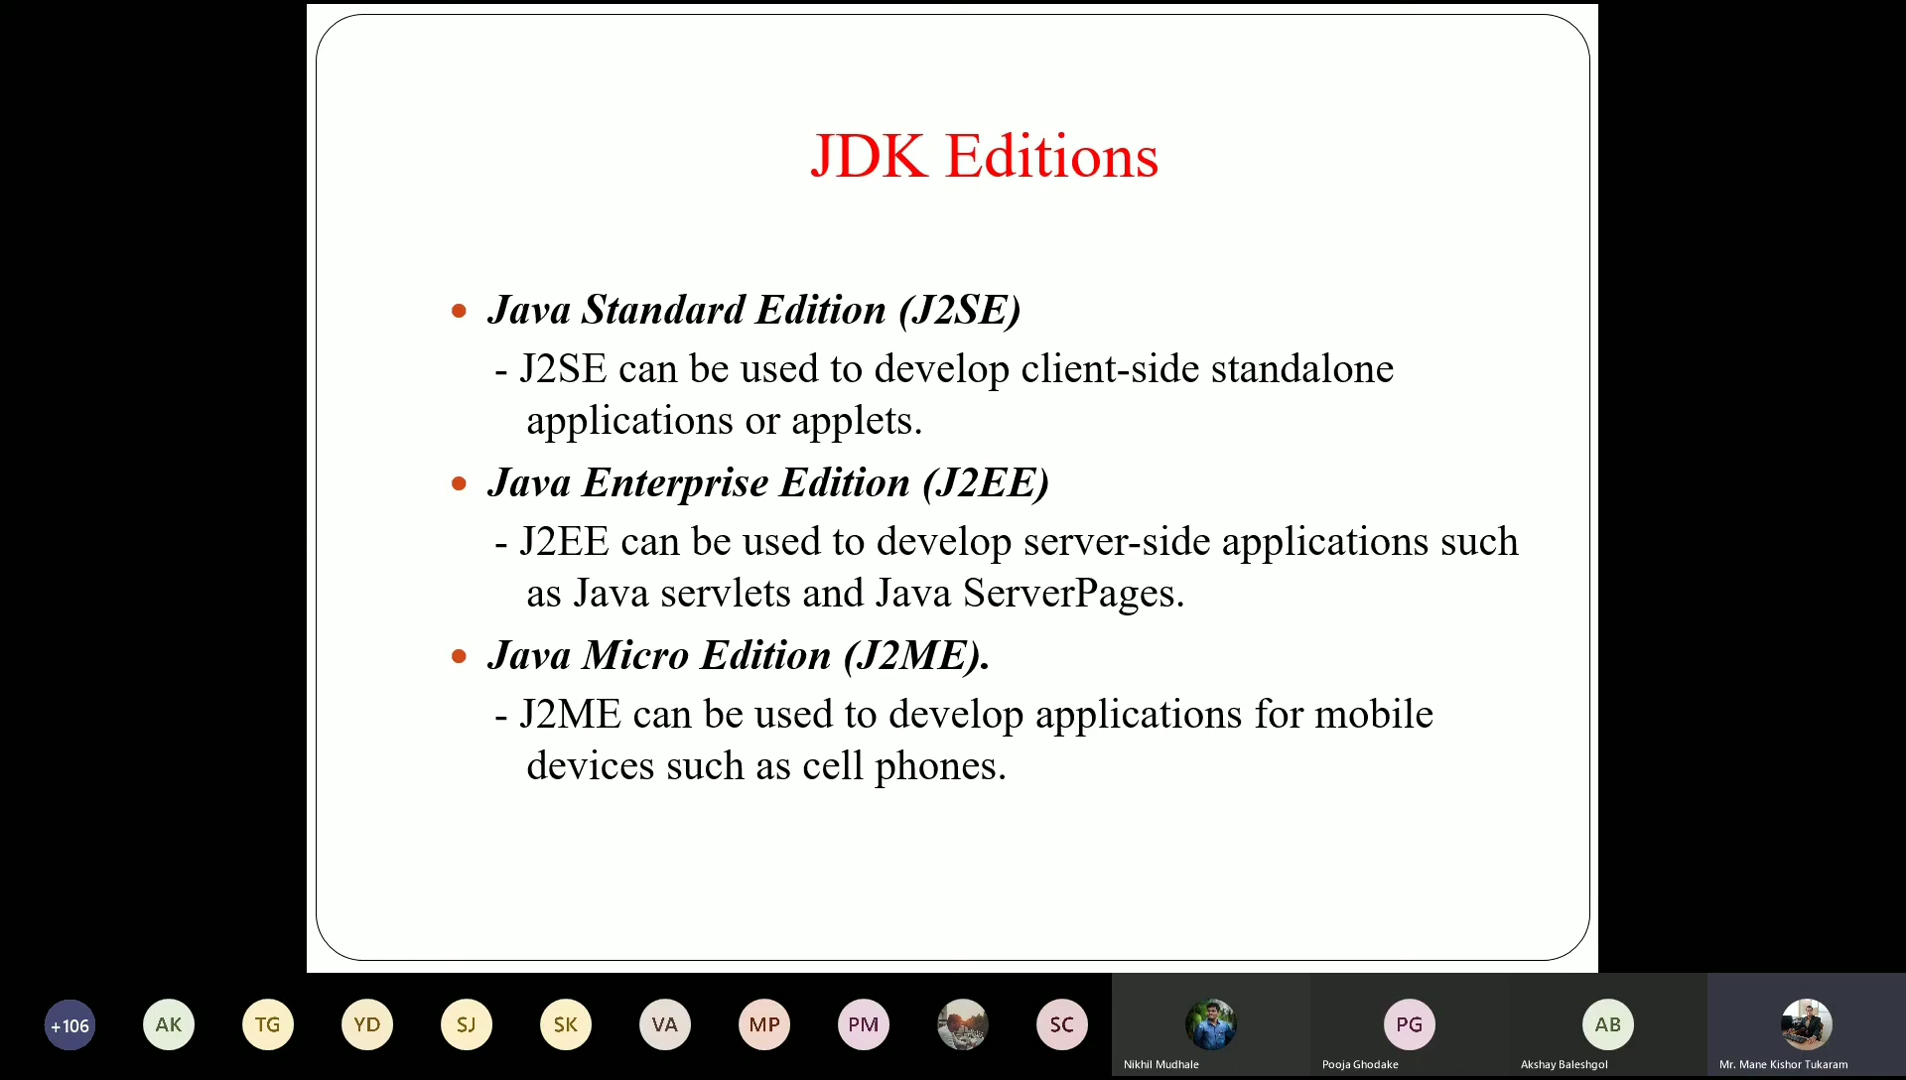 JDK Editions
• Java Standard Edition (J2SE)
- J2SE can be used to develop client-side standalone
applications or applets.
• Java Enterprise Edition (J2EE)
- J2EE can be used to develop server-side applications such
as Java servlets and Java ServerPages.
• Java Micro Edition (J2ME).
- J2ME can be used to develop applications for mobile
devices such as cell phones.
+106 AK TG YD SJ SK VA MP PM SC PG AB
Nikhil Mudhale Pooja Ghodake Akshay Baleshgol Mr. Mane Kishor Tukaram